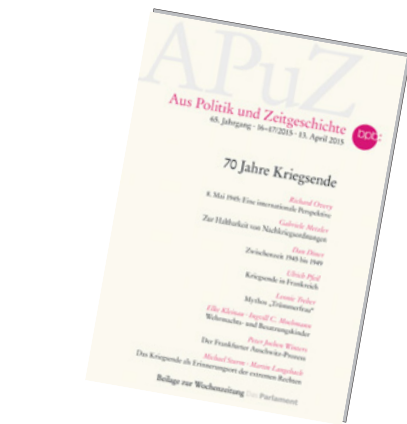 APuZ
Aus Politik und Zeitgeschichte
65. Jahrgang · 16–17/2015 · 13. April 2015
bpb:
70 Jahre Kriegsende
Richard Overy
8. Mai 1945: Eine internationale Perspektive
Gabriele Metzler
Zur Haltbarkeit von Nachkriegsordnungen
Dan Diner
Zwischenzeit 1945 bis 1949
Ulrich Pfeil
Kriegsende in Frankreich
Leonie Treber
Mythos „Trümmerfrau“
Elke Kleinau · Ingvill C. Mochmann
Wehrmachts- und Besatzungskinder
Peter Jochen Winters
Der Frankfurter Auschwitz-Prozess
Michael Sturm · Martin Langebach
Das Kriegsende als Erinnerungsort der extremen Rechten
Beilage zur Wochenzeitung Das Parlament